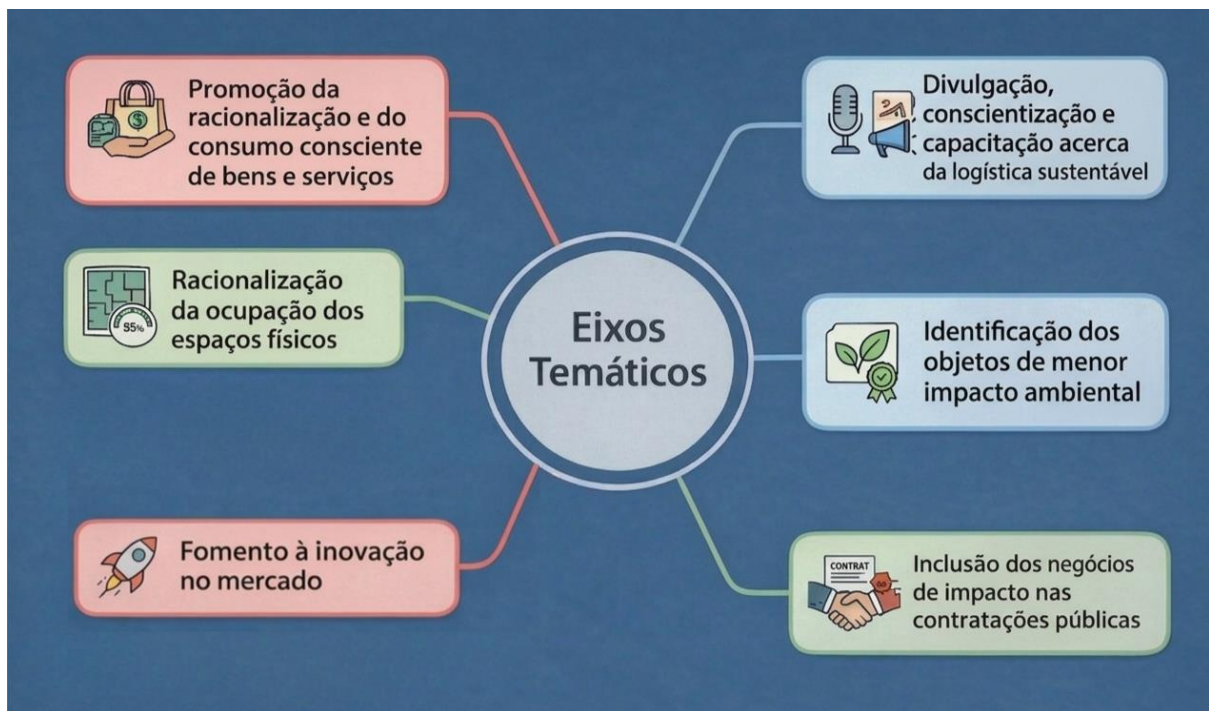 Promoção da
racionalização e do
consumo consciente
de bens e serviços
Racionalização
da ocupação dos
espaços físicos
Fomento à inovação
no mercado
Eixos
Temáticos
Divulgação,
conscientização e
capacitação acerca
da logística sustentável
Identificação dos
objetos de menor
impacto ambiental
CONTRAT
Inclusão dos negócios
de impacto nas
contratações públicas